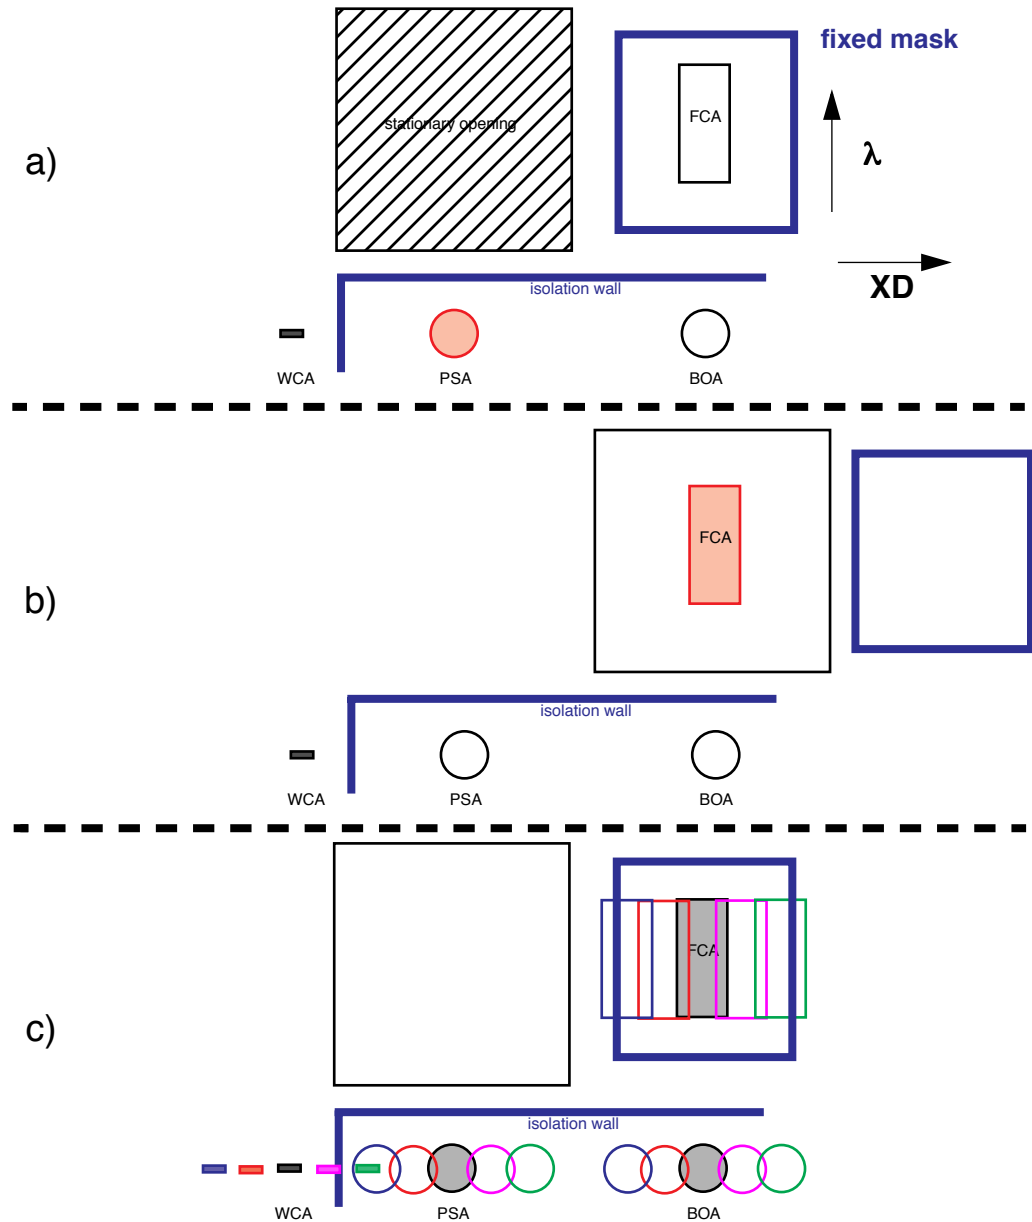 fixed mask
stationary opening
FCA
a)
λ
XD
isolation wall
WCA
PSA
BOA
FCA
b)
isolation wall
WCA
PSA
BOA
FCA
c)
isolation wall
WCA
PSA
BOA